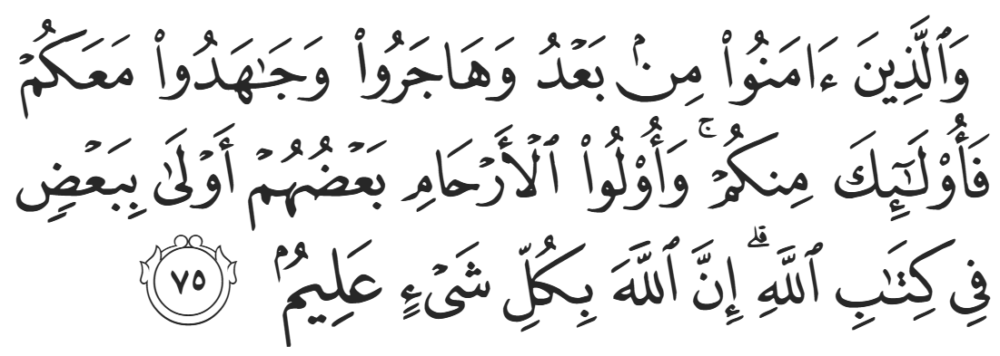 وَٱلَّذِينَ ءَامَنُوا۟ مِنۢ بَعْدُ وَهَاجَرُوا۟ وَجَـٰهَدُوا۟ مَعَكُمْ
فَأُو۟لَـٰٓئِكَ مِنكُمْ ۚ وَأُو۟لُوا۟ ٱلْأَرْحَامِ بَعْضُهُمْ أَوْلَىٰ بِبَعْضٍ
فِى كِتَـٰبِ ٱللَّهِ ۗ إِنَّ ٱللَّهَ بِكُلِّ شَىْءٍ عَلِيمٌۢ ٧٥